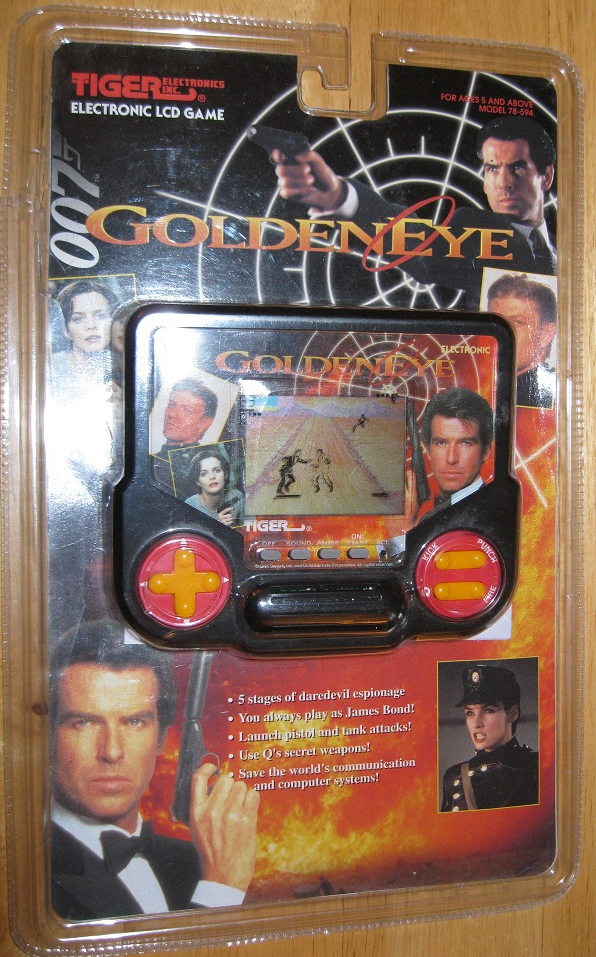 TIGER ELECTRONICS INC.®
ELECTRONIC LCD GAME
FOR AGES 5 AND ABOVE
MODEL 78-594
007
GOLDENEYE
ELECTRONIC
GOLDENEYE
TIGER®
OFF SOUND PAUSE ON/START ACL
KICK
PUNCH
FIRE
• 5 stages of daredevil espionage
• You always play as James Bond!
• Launch pistol and tank attacks!
• Use Q's secret weapons!
• Save the world's communication
and computer systems!